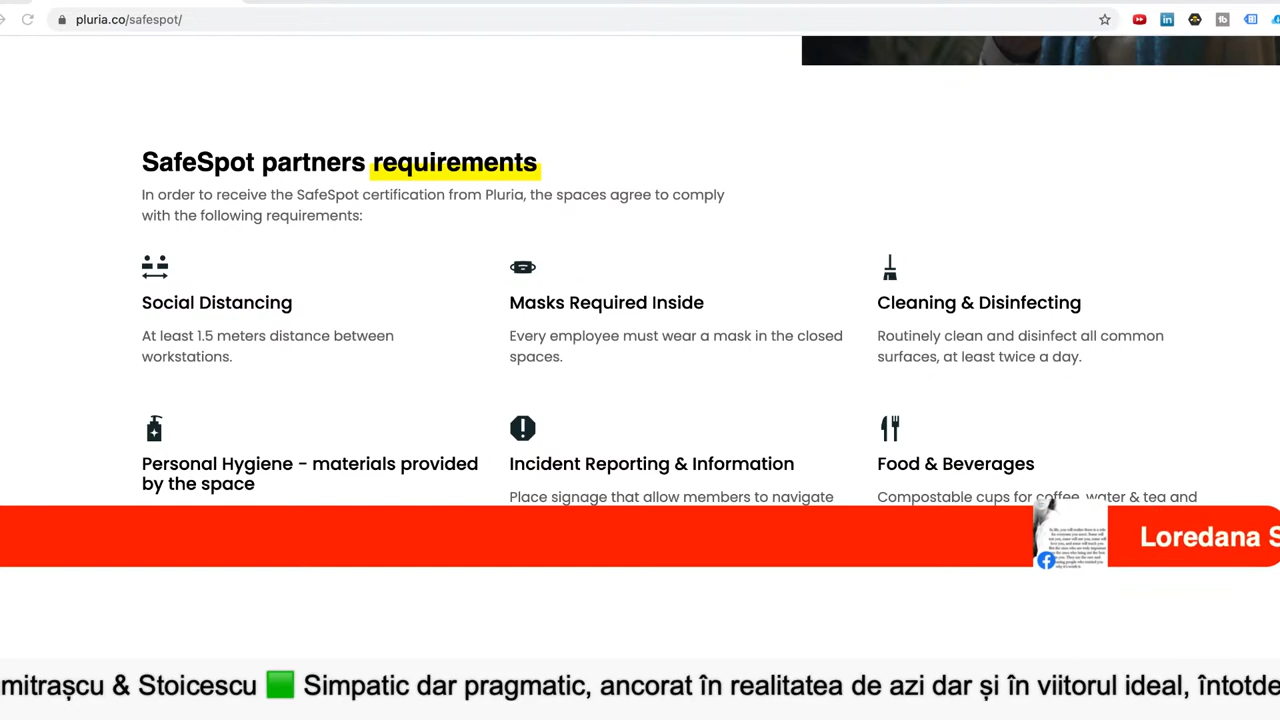 pluria.co/safespot/
SafeSpot partners requirements
In order to receive the SafeSpot certification from Pluria, the spaces agree to comply
with the following requirements:
Social Distancing
At least 1.5 meters distance between
workstations.
Masks Required Inside
Every employee must wear a mask in the closed
spaces.
Cleaning & Disinfecting
Routinely clean and disinfect all common
surfaces, at least twice a day.
Personal Hygiene - materials provided
by the space
Incident Reporting & Information
Place signage that allow members to navigate
Food & Beverages
Compostable cups for coffee, water & tea and
Loredana S
mitrașcu & Stoicescu 🟩 Simpatic dar pragmatic, ancorat în realitatea de azi dar și în viitorul ideal, întotde